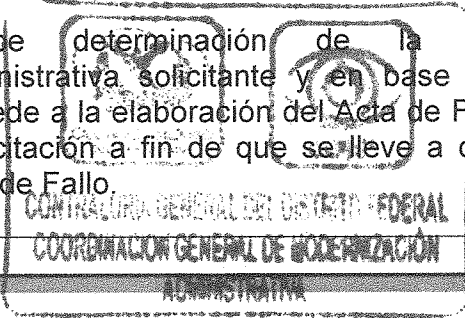 de determinación de la
nistrativa solicitante y en base
ede a la elaboración del Acta de F
citación a fin de que se lleve a c
de Fallo.
CONTRALORÍA GENERAL DEL DISTRITO FEDERAL
COORDINACIÓN GENERAL DE MODERNIZACIÓN
ADMINISTRATIVA